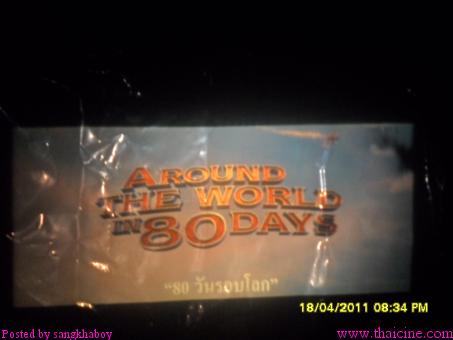 AROUND
THE WORLD
IN 80 DAYS
"80 วันรอบโลก"
18/04/2011 08:34 PM
Posted by sangkhaboy
www.thaicine.com